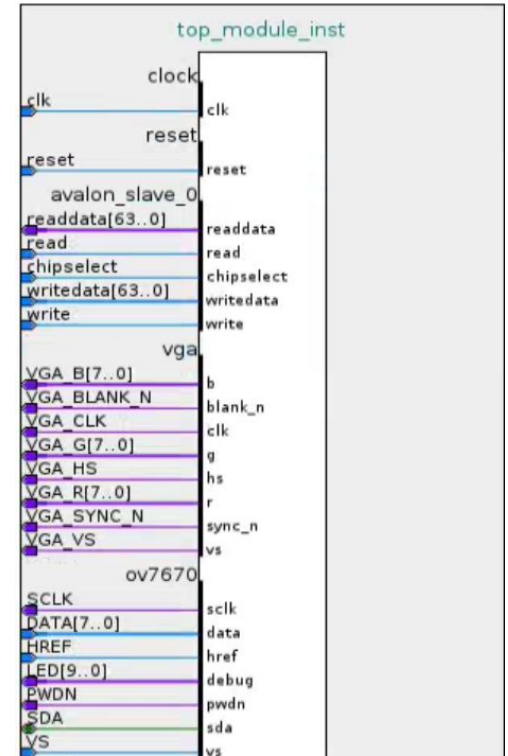 top_module_inst
clock
clk clk
reset
reset reset
avalon_slave_0
readdata[63..0] readdata
read read
chipselect chipselect
writedata[63..0] writedata
write write
vga
VGA_B[7..0] b
VGA_BLANK_N blank_n
VGA_CLK clk
VGA_G[7..0] g
VGA_HS hs
VGA_R[7..0] r
VGA_SYNC_N sync_n
VGA_VS vs
ov7670
SCLK sclk
DATA[7..0] data
HREF href
LED[9..0] debug
PWDN pwdn
SDA sda
VS vs